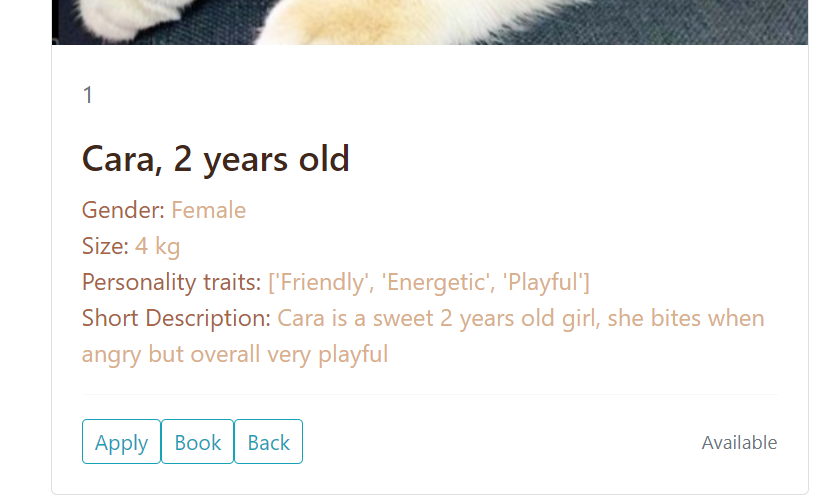 1
Cara, 2 years old
Gender: Female
Size: 4 kg
Personality traits: ['Friendly', 'Energetic', 'Playful']
Short Description: Cara is a sweet 2 years old girl, she bites when
angry but overall very playful
Apply Book Back Available